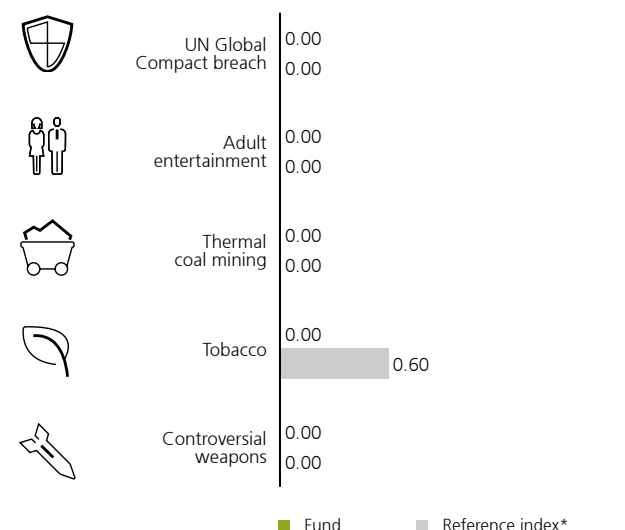 UN Global
Compact breach
0.00
0.00
Adult
entertainment
0.00
0.00
Thermal
coal mining
0.00
0.00
Tobacco
0.00
0.60
Controversial
weapons
0.00
0.00
Fund Reference index*